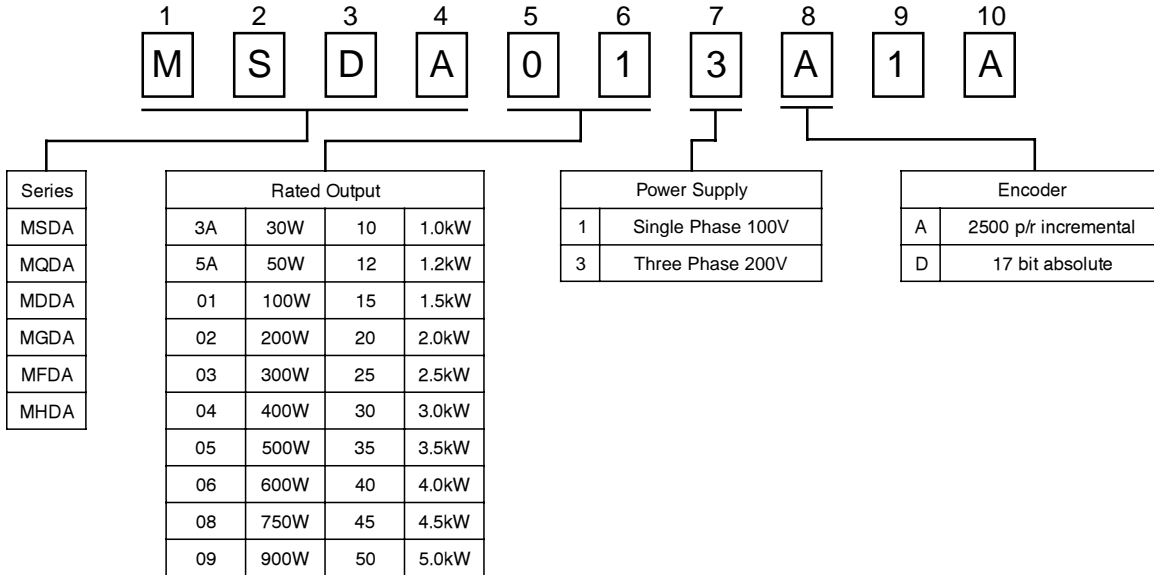 1 2 3 4 5 6 7 8 9 10
M S D A 0 1 3 A 1 A
Series
MSDA
MQDA
MDDA
MGDA
MFDA
MHDA
Rated Output
3A 30W 10 1.0kW
5A 50W 12 1.2kW
01 100W 15 1.5kW
02 200W 20 2.0kW
03 300W 25 2.5kW
04 400W 30 3.0kW
05 500W 35 3.5kW
06 600W 40 4.0kW
08 750W 45 4.5kW
09 900W 50 5.0kW
Power Supply
1 Single Phase 100V
3 Three Phase 200V
Encoder
A 2500 p/r incremental
D 17 bit absolute